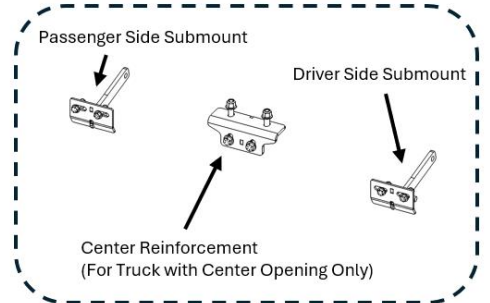 Passenger Side Submount
Driver Side Submount
Center Reinforcement
(For Truck with Center Opening Only)